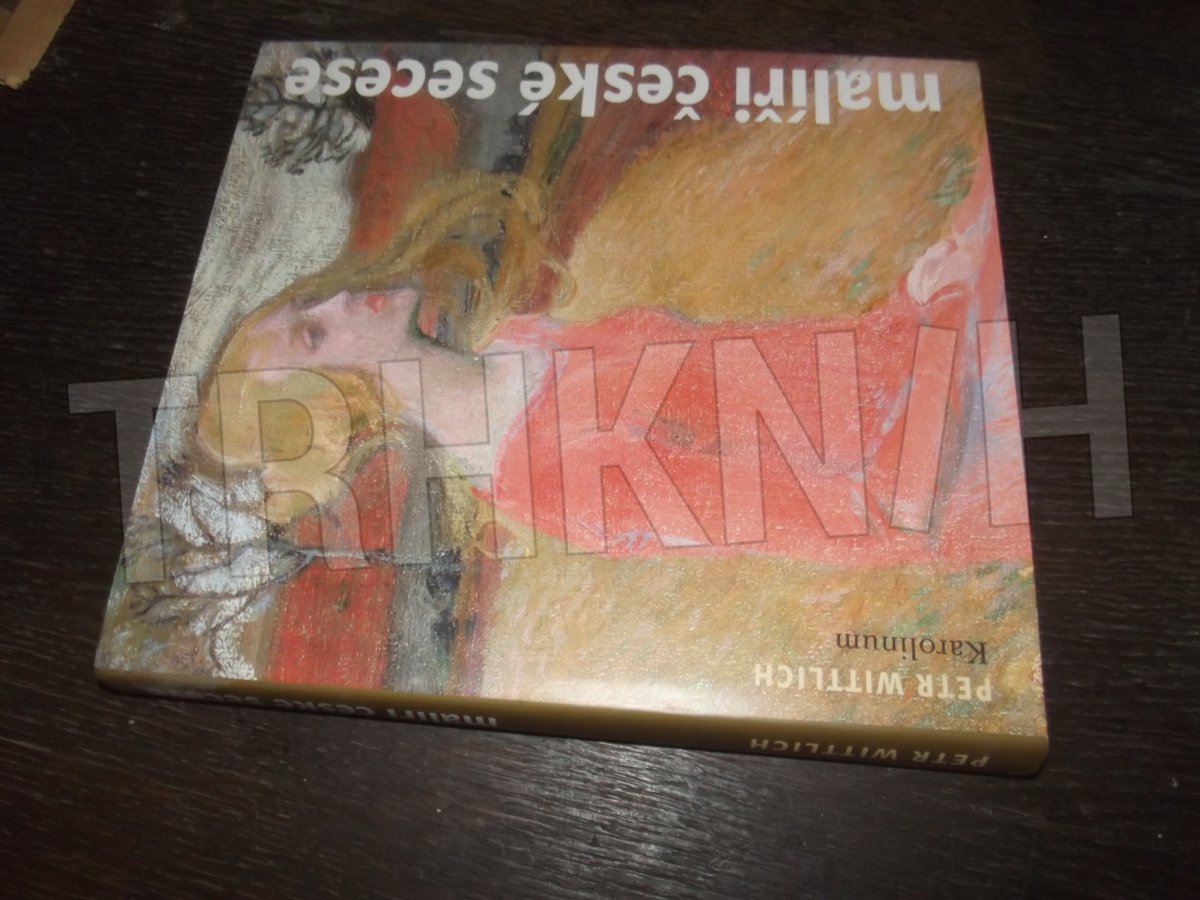 malíři české secese
Karolinum
PETR WITTLICH
PETR WITTLICH
malíři české secese
TRHKNIH